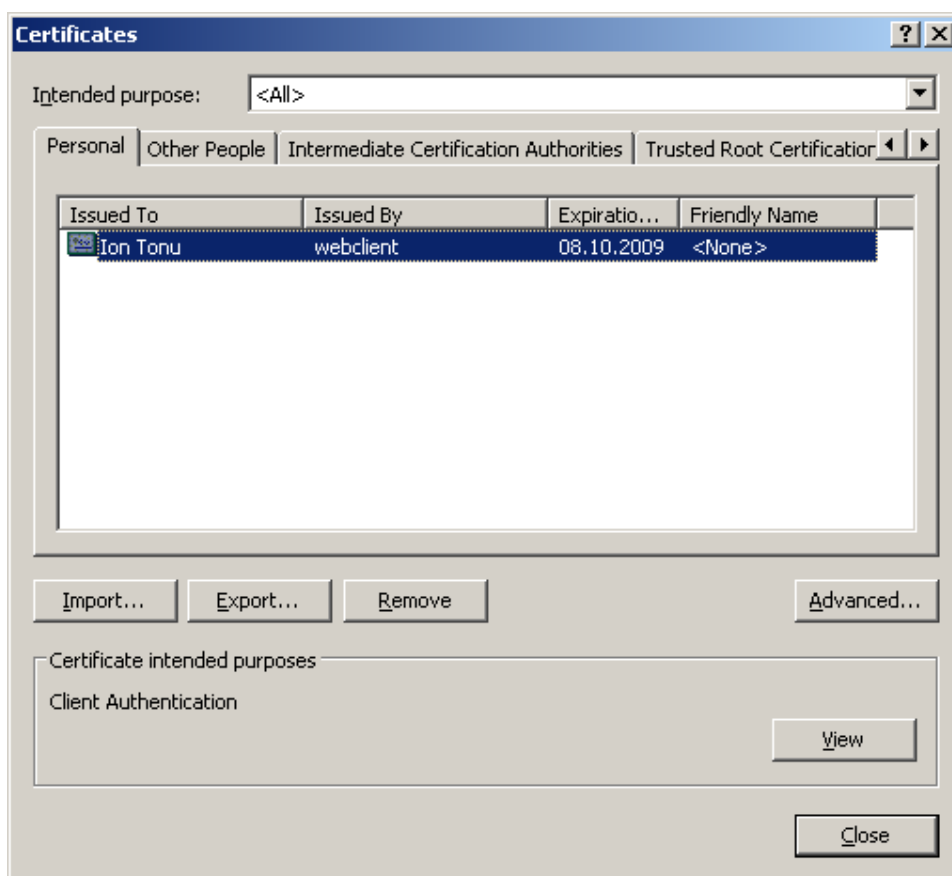 Certificates
Intended purpose: <All>
Personal Other People Intermediate Certification Authorities Trusted Root Certification
Issued To Issued By Expiratio... Friendly Name
Ion Tonu webclient 08.10.2009 <None>
Import... Export... Remove Advanced...
Certificate intended purposes
Client Authentication
View
Close